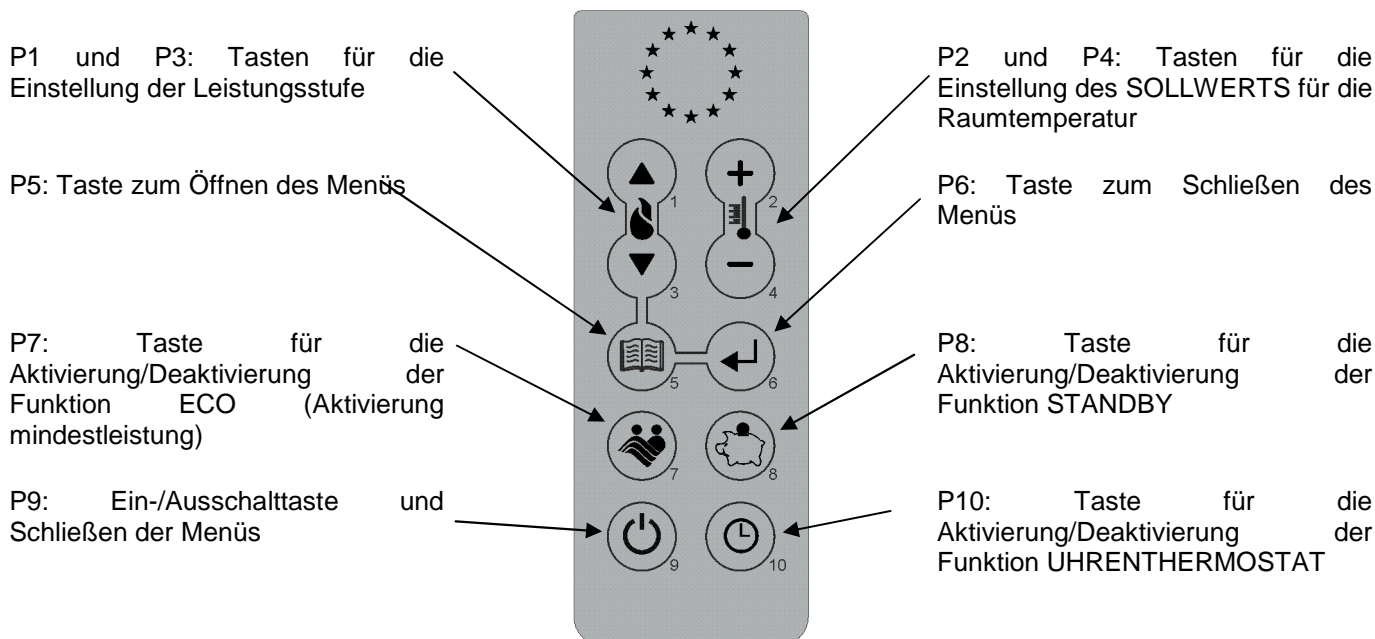 P1 und P3: Tasten für die
Einstellung der Leistungsstufe
P2 und P4: Tasten für die
Einstellung des SOLLWERTS für die
Raumtemperatur
P5: Taste zum Öffnen des Menüs
P6: Taste zum Schließen des
Menüs
1
2
3
4
5
6
P7: Taste für die
Aktivierung/Deaktivierung der
Funktion ECO (Aktivierung
mindestleistung)
P8: Taste für die
Aktivierung/Deaktivierung der
Funktion STANDBY
7
8
P9: Ein-/Ausschalttaste und
Schließen der Menüs
P10: Taste für die
Aktivierung/Deaktivierung der
Funktion UHRENTHERMOSTAT
9
10